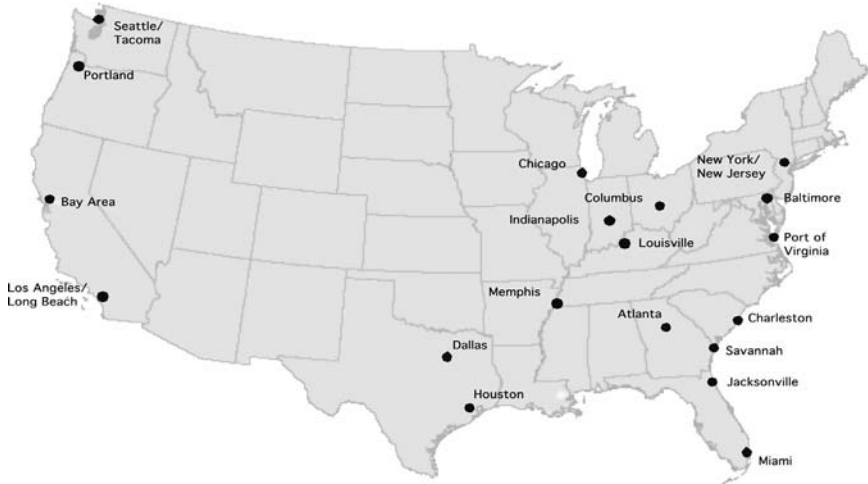 Seattle/
Tacoma
Portland
Chicago
New York/
New Jersey
Columbus
Baltimore
Bay Area
Indianapolis
Louisville
Port of
Virginia
Los Angeles/
Long Beach
Memphis
Atlanta
Charleston
Dallas
Savannah
Jacksonville
Houston
Miami